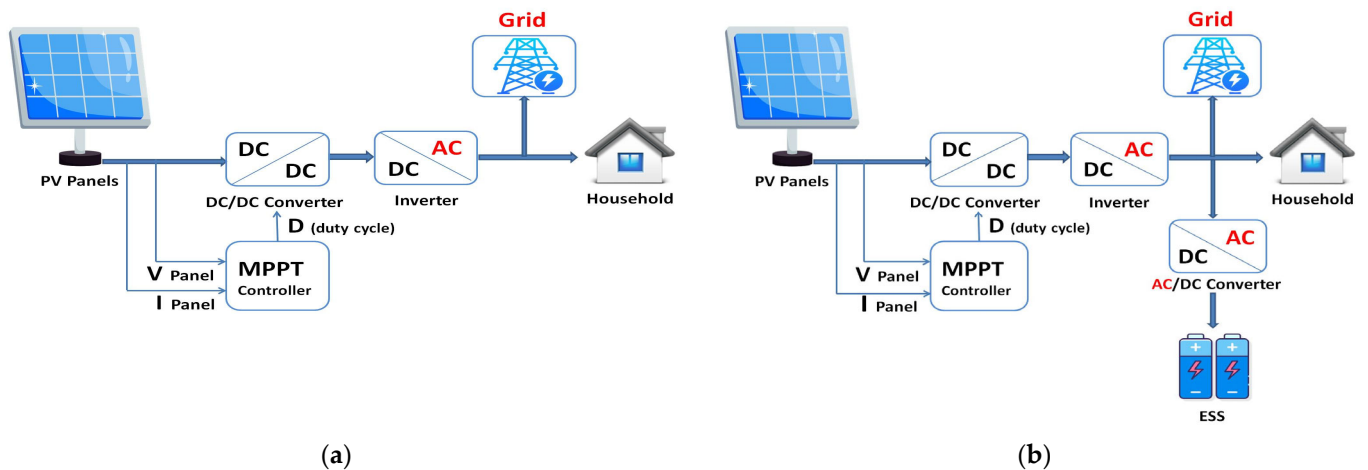 Grid
DC
DC
AC
DC
PV Panels
DC/DC Converter
Inverter
Household
D (duty cycle)
V Panel
MPPT
Controller
I Panel
(a)
Grid
DC
DC
AC
DC
PV Panels
DC/DC Converter
Inverter
Household
D (duty cycle)
V Panel
MPPT
Controller
I Panel
AC
DC
AC/DC Converter
ESS
(b)